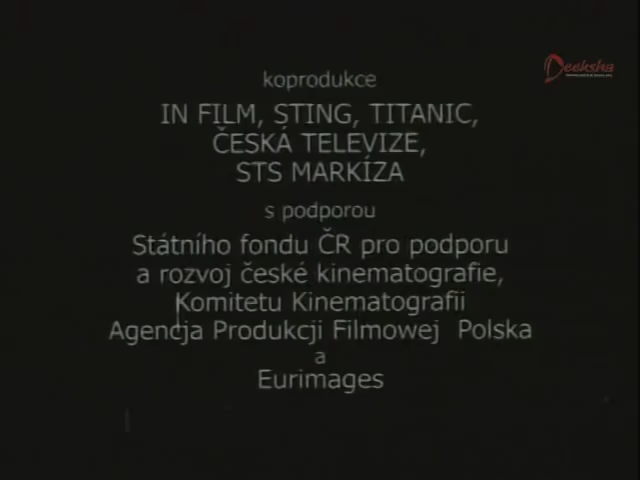 Deeksha
koprodukce
IN FILM, STING, TITANIC,
ČESKÁ TELEVIZE,
STS MARKÍZA
s podporou
Státního fondu ČR pro podporu
a rozvoj české kinematografie,
Komitetu Kinematografii
Agencja Produkcji Filmowej Polska
a
Eurimages